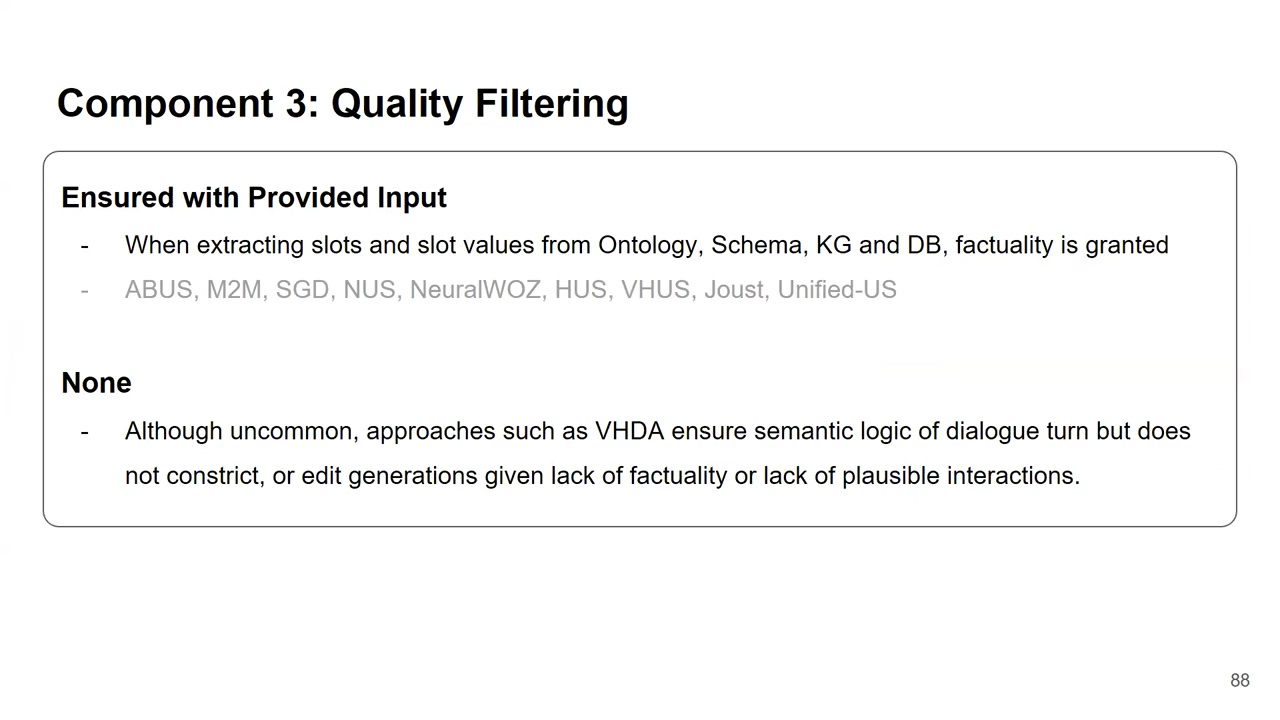 Component 3: Quality Filtering
Ensured with Provided Input
- When extracting slots and slot values from Ontology, Schema, KG and DB, factuality is granted
- ABUS, M2M, SGD, NUS, NeuralWOZ, HUS, VHUS, Joust, Unified-US
None
- Although uncommon, approaches such as VHDA ensure semantic logic of dialogue turn but does
not constrict, or edit generations given lack of factuality or lack of plausible interactions.
88